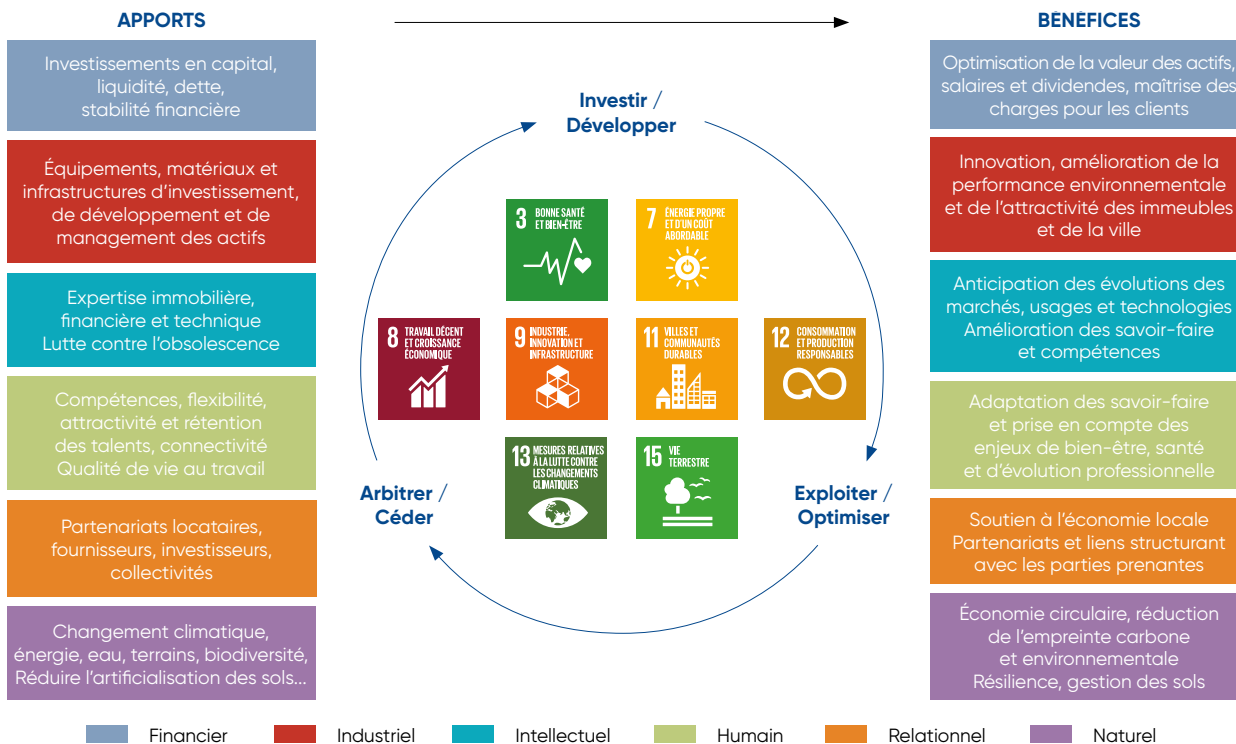 APPORTS
Investissements en capital,
liquidité, dette,
stabilité financière
Équipements, matériaux et
infrastructures d’investissement,
de développement et de
management des actifs
Expertise immobilière,
financière et technique
Lutte contre l’obsolescence
Compétences, flexibilité,
attractivité et rétention
des talents, connectivité
Qualité de vie au travail
Partenariats locataires,
fournisseurs, investisseurs,
collectivités
Changement climatique,
énergie, eau, terrains, biodiversité,
Réduire l’artificialisation des sols...
Investir /
Développer
3 BONNE SANTÉ
ET BIEN-ÊTRE
7 ÉNERGIE PROPRE
ET D’UN COÛT
ABORDABLE
8 TRAVAIL DÉCENT
ET CROISSANCE
ÉCONOMIQUE
9 INDUSTRIE,
INNOVATION ET
INFRASTRUCTURE
11 VILLES ET
COMMUNAUTÉS
DURABLES
12 CONSOMMATION
ET PRODUCTION
RESPONSABLES
13 MESURES RELATIVES
À LA LUTTE CONTRE
LES CHANGEMENTS
CLIMATIQUES
15 VIE
TERRESTRE
Arbitrer /
Céder
Exploiter /
Optimiser
BÉNÉFICES
Optimisation de la valeur des actifs,
salaires et dividendes, maîtrise des
charges pour les clients
Innovation, amélioration de la
performance environnementale
et de l’attractivité des immeubles
et de la ville
Anticipation des évolutions des
marchés, usages et technologies
Amélioration des savoir-faire
et compétences
Adaptation des savoir-faire
et prise en compte des
enjeux de bien-être, santé
et d’évolution professionnelle
Soutien à l’économie locale
Partenariats et liens structurant
avec les parties prenantes
Économie circulaire, réduction
de l’empreinte carbone
et environnementale
Résilience, gestion des sols
Financier
Industriel
Intellectuel
Humain
Relationnel
Naturel